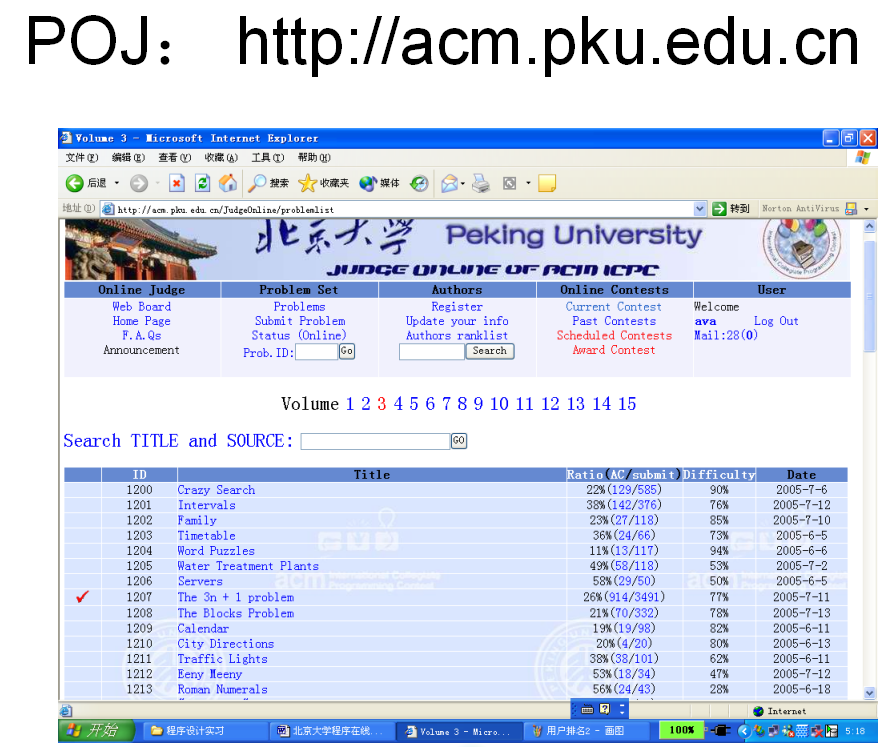 POJ： http://acm.pku.edu.cn
Volume 3 - Microsoft Internet Explorer
文件(F) 编辑(E) 查看(V) 收藏(A) 工具(T) 帮助(H)
后退 搜索 收藏夹 媒体
地址(D) http://acm.pku.edu.cn/JudgeOnline/problemlist 转到 Norton AntiVirus
北京大学 Peking University
JUDGE ONLINE OF ACM ICPC
Online Judge Problem Set Authors Online Contests User
Web Board Problems Register Current Contest Welcome
Home Page Submit Problem Update your info Past Contests ava Log Out
F.A.Qs Status (Online) Authors ranklist Scheduled Contests Mail:28(0)
Announcement Prob.ID: Go Search Award Contest
Volume 1 2 3 4 5 6 7 8 9 10 11 12 13 14 15
Search TITLE and SOURCE: GO
ID Title Ratio(AC/submit) Difficulty Date
1200 Crazy Search 22%(129/585) 90% 2005-7-6
1201 Intervals 38%(142/376) 76% 2005-7-12
1202 Family 23%(27/118) 85% 2005-7-10
1203 Timetable 36%(24/66) 73% 2005-6-5
1204 Word Puzzles 11%(13/117) 94% 2005-6-6
1205 Water Treatment Plants 49%(58/118) 53% 2005-7-2
1206 Servers 58%(29/50) 50% 2005-6-5
1207 The 3n + 1 problem 26%(914/3491) 77% 2005-7-11
1208 The Blocks Problem 21%(70/332) 78% 2005-7-13
1209 Calendar 19%(19/98) 82% 2005-6-11
1210 City Directions 20%(4/20) 80% 2005-6-13
1211 Traffic Lights 38%(38/101) 62% 2005-6-11
1212 Eeny Meeny 53%(18/34) 47% 2005-7-12
1213 Roman Numerals 56%(24/43) 28% 2005-6-18
Internet
开始 程序设计实习 北京大学程序在线... Volume 3 - Micro... 用户排名2 - 画图 100% 5:18